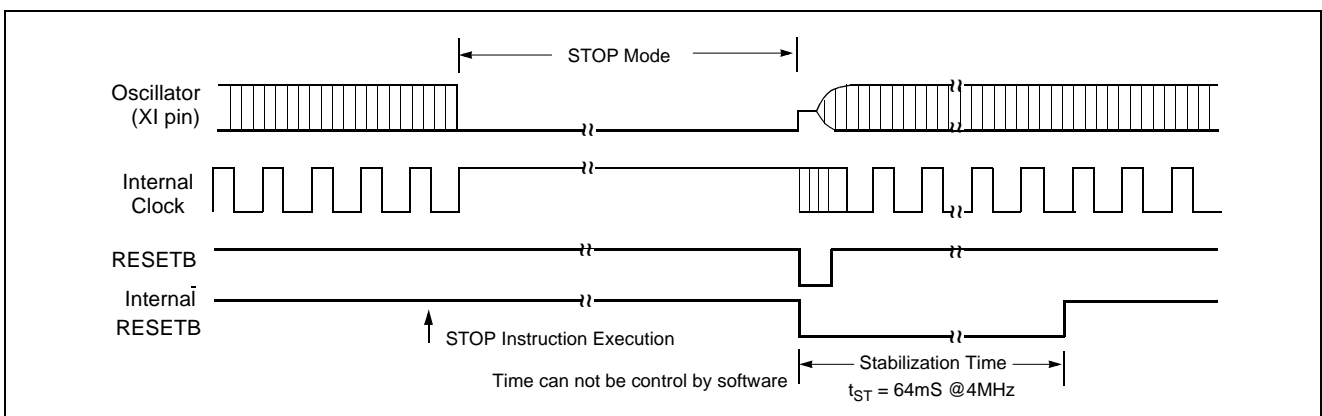 STOP Mode
Oscillator
(XI pin)
Internal
Clock
RESETB
Internal
RESETB
STOP Instruction Execution
Time can not be control by software
Stabilization Time
tST = 64mS @4MHz